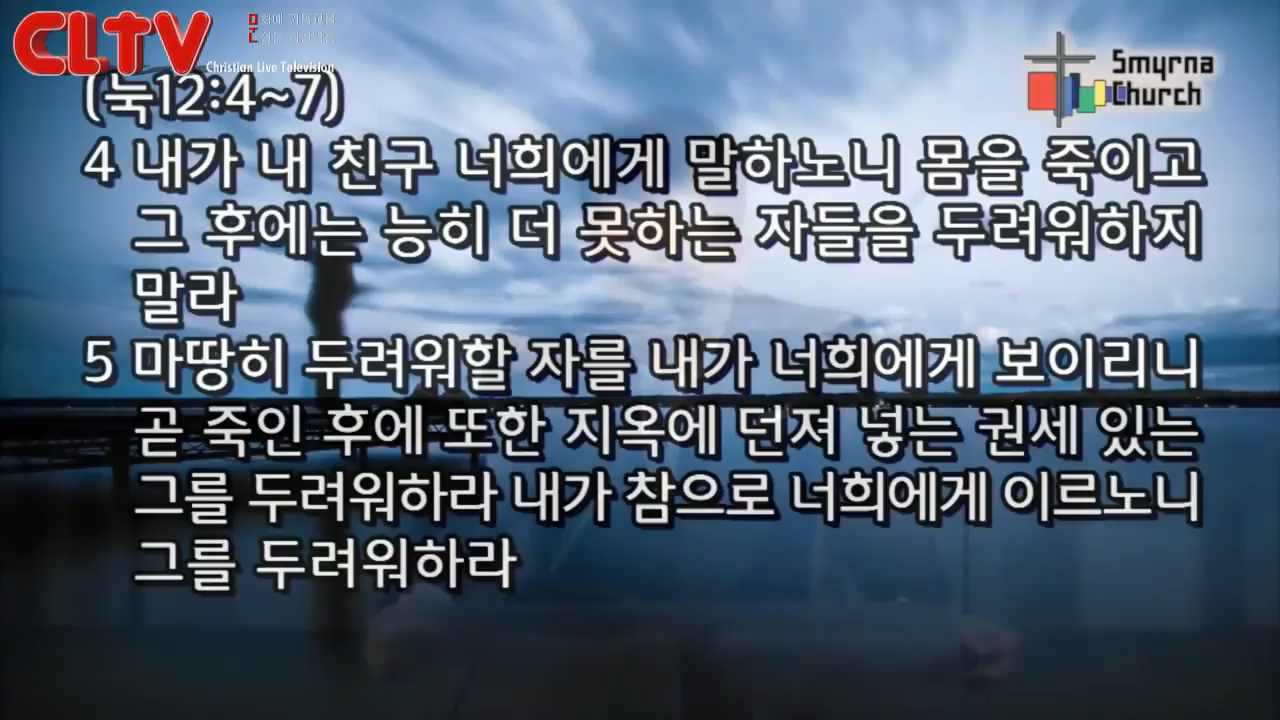 CLTV
Christian Live Television
Smyrna
Church
(눅12:4~7)
4 내가 내 친구 너희에게 말하노니 몸을 죽이고
그 후에는 능히 더 못하는 자들을 두려워하지
말라
5 마땅히 두려워할 자를 내가 너희에게 보이리니
곧 죽인 후에 또한 지옥에 던져 넣는 권세 있는
그를 두려워하라 내가 참으로 너희에게 이르노니
그를 두려워하라